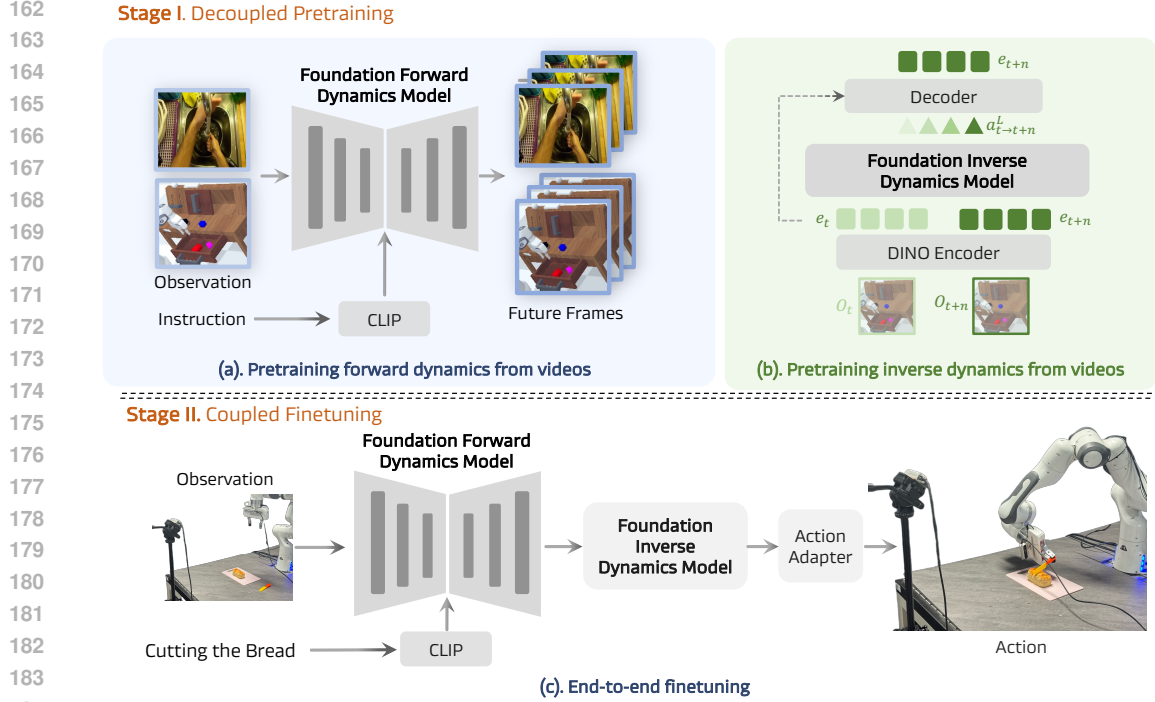 162
163
164
165
166
167
168
169
170
171
172
173
174
175
176
177
178
179
180
181
182
183
Stage I. Decoupled Pretraining
Foundation Forward
Dynamics Model
Observation
Instruction
CLIP
Future Frames
(a). Pretraining forward dynamics from videos
e_{t+n}
Decoder
a^L_{t→t+n}
Foundation Inverse
Dynamics Model
e_t
e_{t+n}
DINO Encoder
O_t
O_{t+n}
(b). Pretraining inverse dynamics from videos
Stage II. Coupled Finetuning
Foundation Forward
Dynamics Model
Observation
Cutting the Bread
CLIP
Foundation
Inverse
Dynamics Model
Action
Adapter
Action
(c). End-to-end finetuning